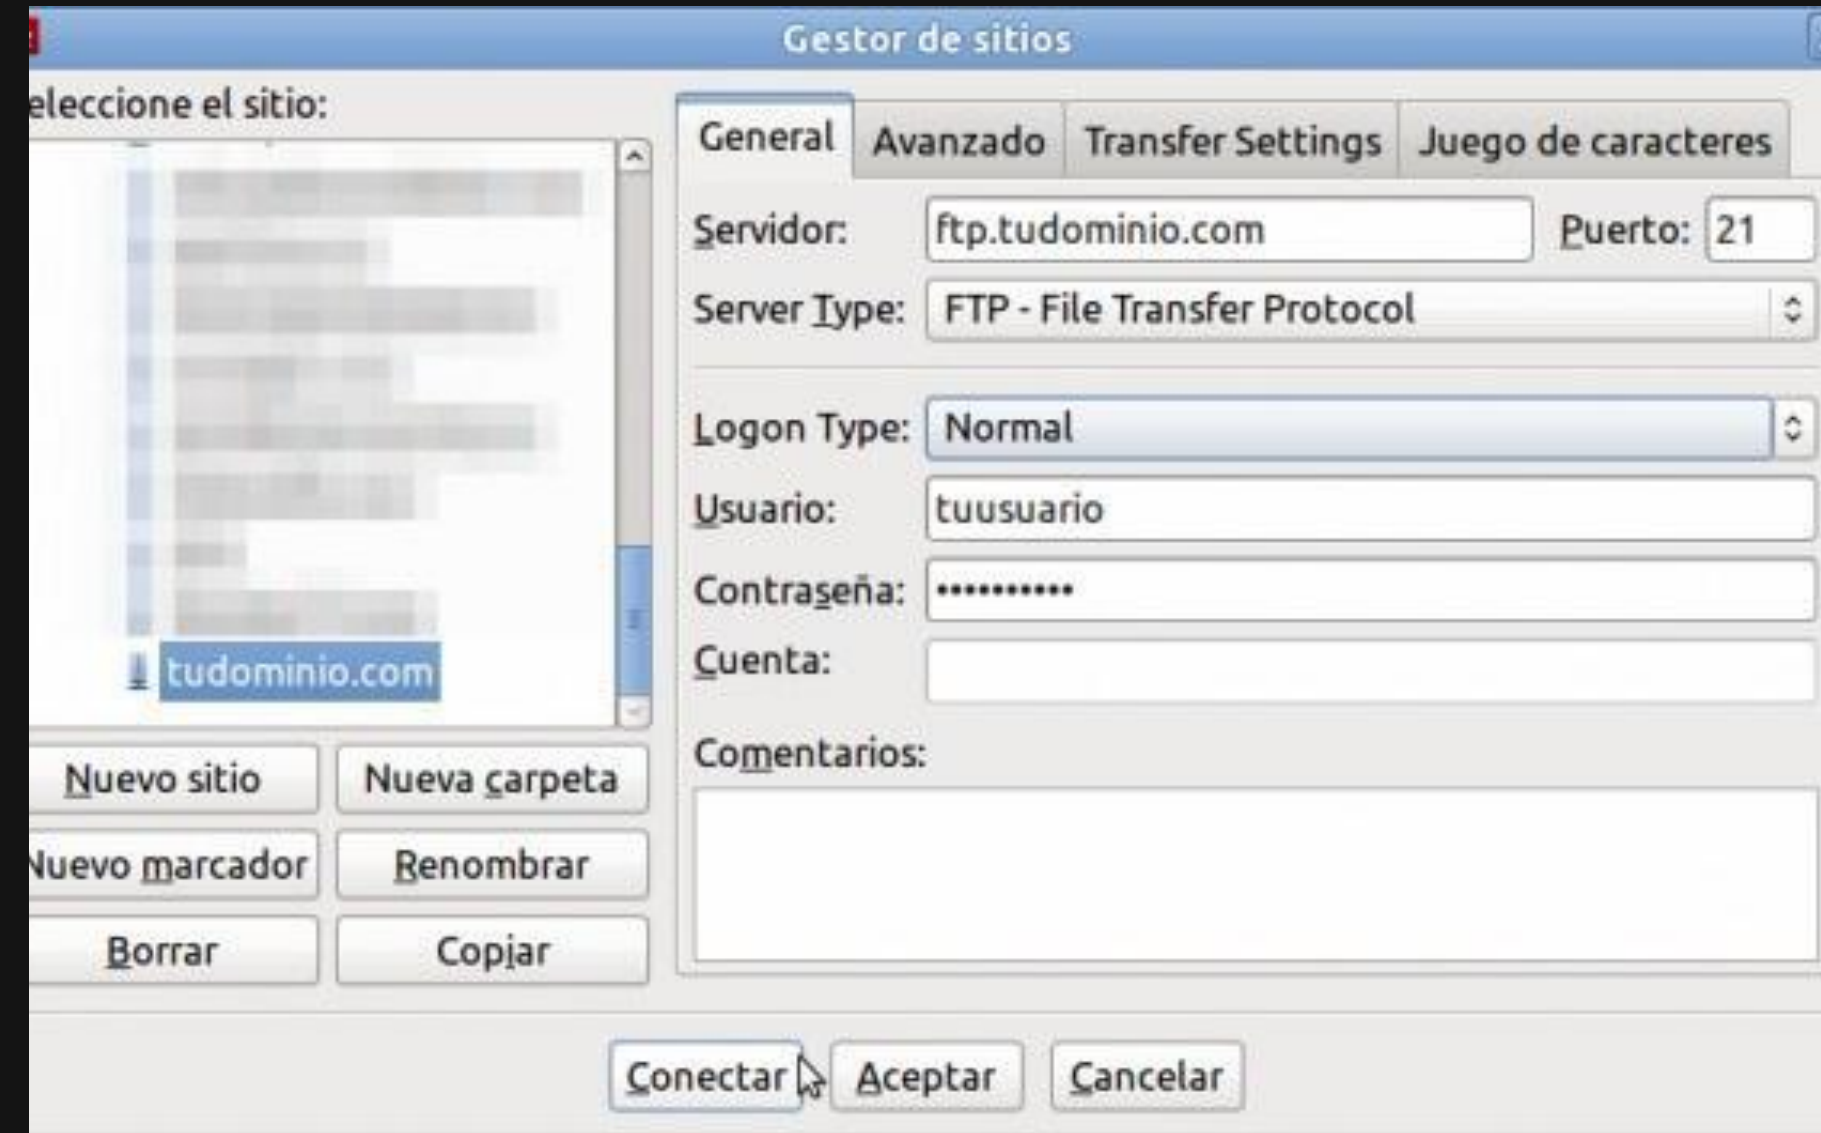 Gestor de sitios
eleccione el sitio:
tudominio.com
Nuevo sitio
Nueva carpeta
Nuevo marcador
Renombrar
Borrar
Copiar
General
Avanzado
Transfer Settings
Juego de caracteres
Servidor: ftp.tudominio.com Puerto: 21
Server Type: FTP - File Transfer Protocol
Logon Type: Normal
Usuario: tuusuario
Contraseña: ••••••••••
Cuenta:
Comentarios:
Conectar
Aceptar
Cancelar